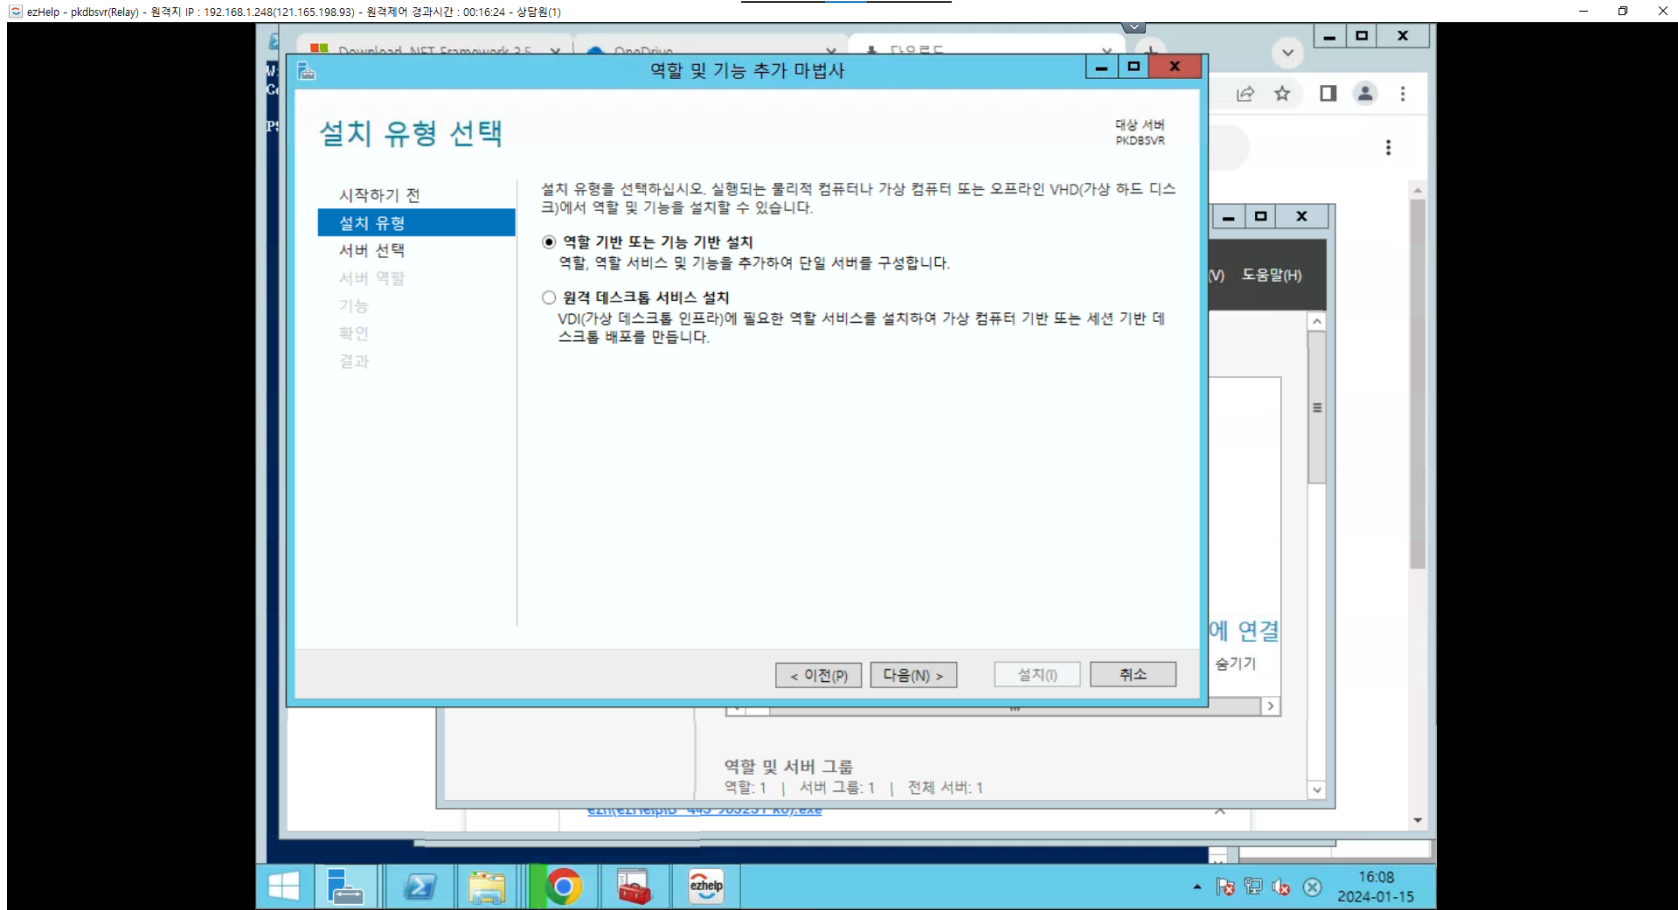 ezHelp - pkdbsvr(Relay) - 원격지 IP : 192.168.1.248(121.165.198.93) - 원격제어 경과시간 : 00:16:24 - 상담원(1)
Download .NET Framework 3.5
OneDrive
다운로드
역할 및 기능 추가 마법사
설치 유형 선택
대상 서버
PKDBSVR
시작하기 전
설치 유형
서버 선택
서버 역할
기능
확인
결과
설치 유형을 선택하십시오. 실행되는 물리적 컴퓨터나 가상 컴퓨터 또는 오프라인 VHD(가상 하드 디스
크)에서 역할 및 기능을 설치할 수 있습니다.
역할 기반 또는 기능 기반 설치
역할, 역할 서비스 및 기능을 추가하여 단일 서버를 구성합니다.
원격 데스크톱 서비스 설치
VDI(가상 데스크톱 인프라)에 필요한 역할 서비스를 설치하여 가상 컴퓨터 기반 또는 세션 기반 데
스크톱 배포를 만듭니다.
(V) 도움말(H)
에 연결
숨기기
< 이전(P) 다음(N) > 설치(I) 취소
역할 및 서버 그룹
역할: 1 | 서버 그룹: 1 | 전체 서버: 1
ezhelp
16:08
2024-01-15